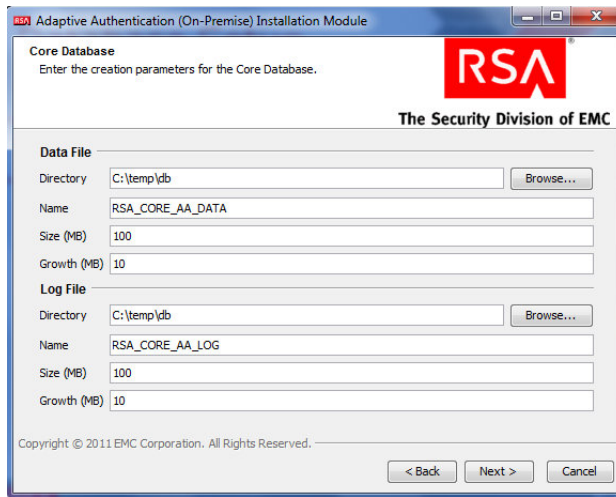 RSA Adaptive Authentication (On-Premise) Installation Module
Core Database
Enter the creation parameters for the Core Database.
RSA®
The Security Division of EMC
Data File
Directory C:\temp\db Browse...
Name RSA_CORE_AA_DATA
Size (MB) 100
Growth (MB) 10
Log File
Directory C:\temp\db Browse...
Name RSA_CORE_AA_LOG
Size (MB) 100
Growth (MB) 10
Copyright © 2011 EMC Corporation. All Rights Reserved.
< Back Next > Cancel